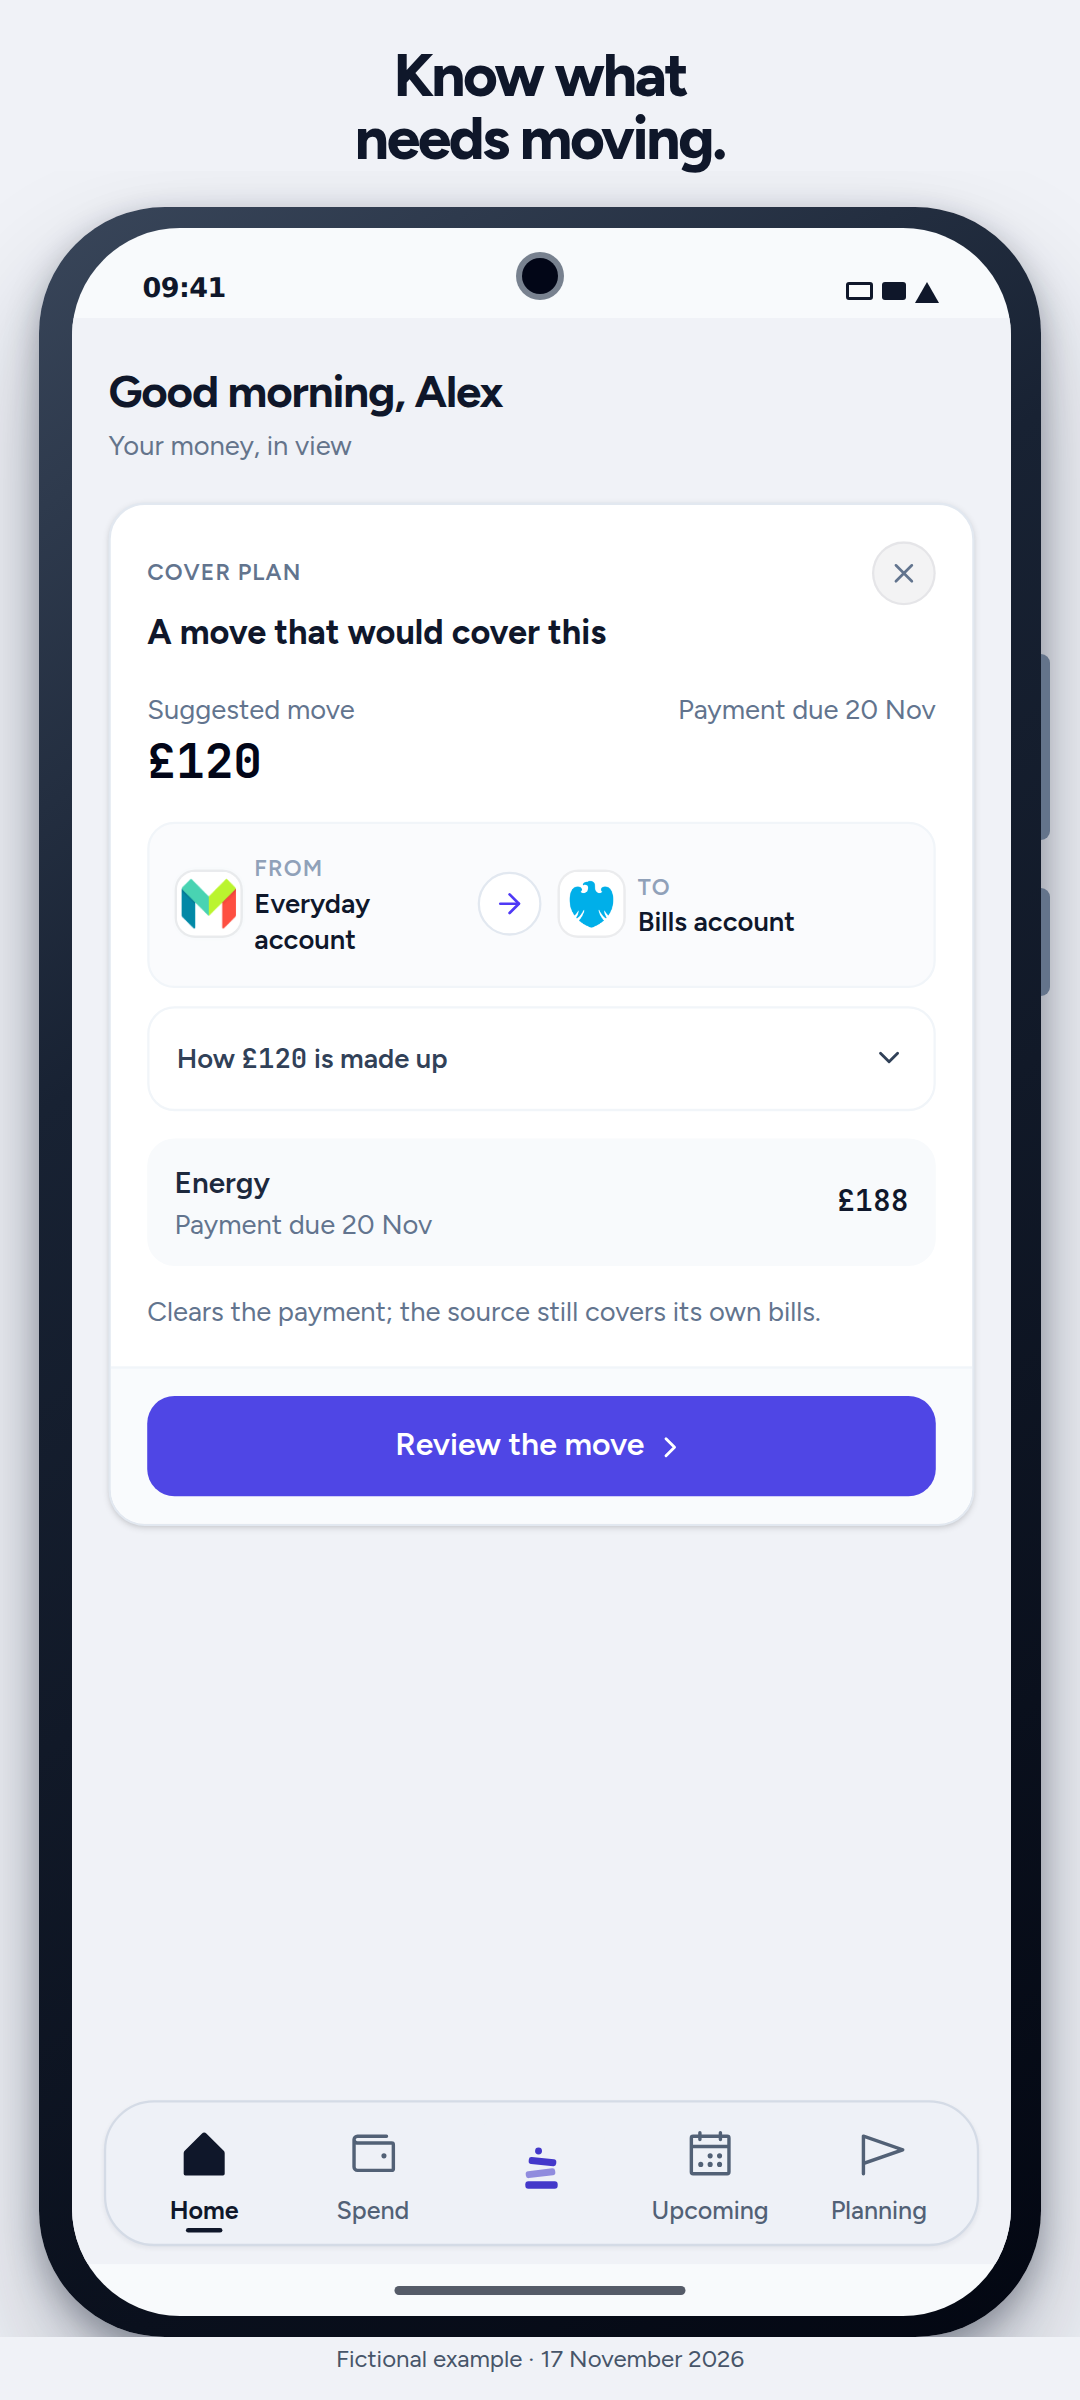 Know what
needs moving.
09:41
Good morning, Alex
Your money, in view
COVER PLAN
A move that would cover this
Suggested move
Payment due 20 Nov
£120
FROM
Everyday
account
TO
Bills account
How £120 is made up
Energy
Payment due 20 Nov
£188
Clears the payment; the source still covers its own bills.
Review the move
Home
Spend
Upcoming
Planning
Fictional example · 17 November 2026